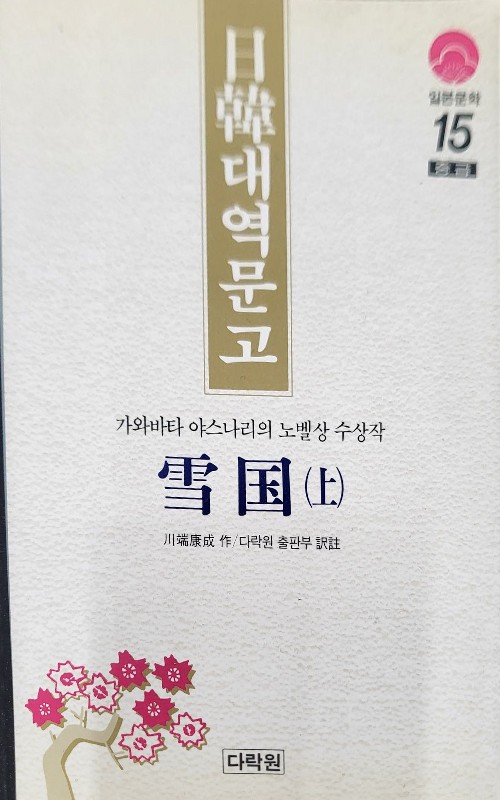 日韓대역문고
일본문학
15
중급
가와바타 야스나리의 노벨상 수상작
雪国(上)
川端康成 作/다락원 출판부 訳註
다락원